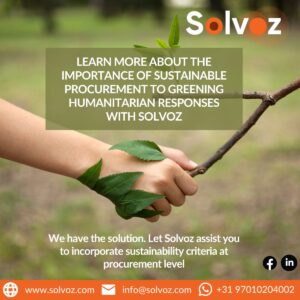 Solvoz
LEARN MORE ABOUT THE
IMPORTANCE OF SUSTAINABLE
PROCUREMENT TO GREENING
HUMANITARIAN RESPONSES
WITH SOLVOZ
We have the solution. Let Solvoz assist you
to incorporate sustainability criteria at
procurement level
www.solvoz.com info@solvoz.com +31 97010204002